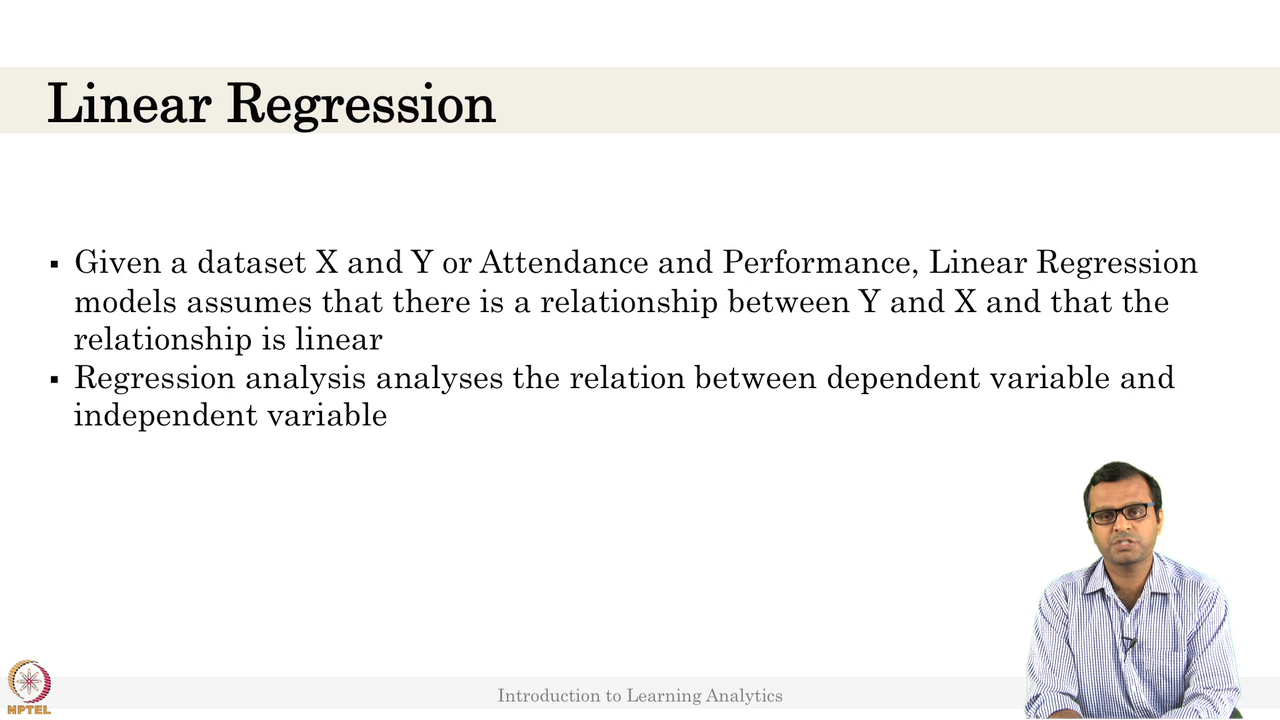 Linear Regression
▪ Given a dataset X and Y or Attendance and Performance, Linear Regression
models assumes that there is a relationship between Y and X and that the
relationship is linear
▪ Regression analysis analyses the relation between dependent variable and
independent variable
NPTEL
Introduction to Learning Analytics